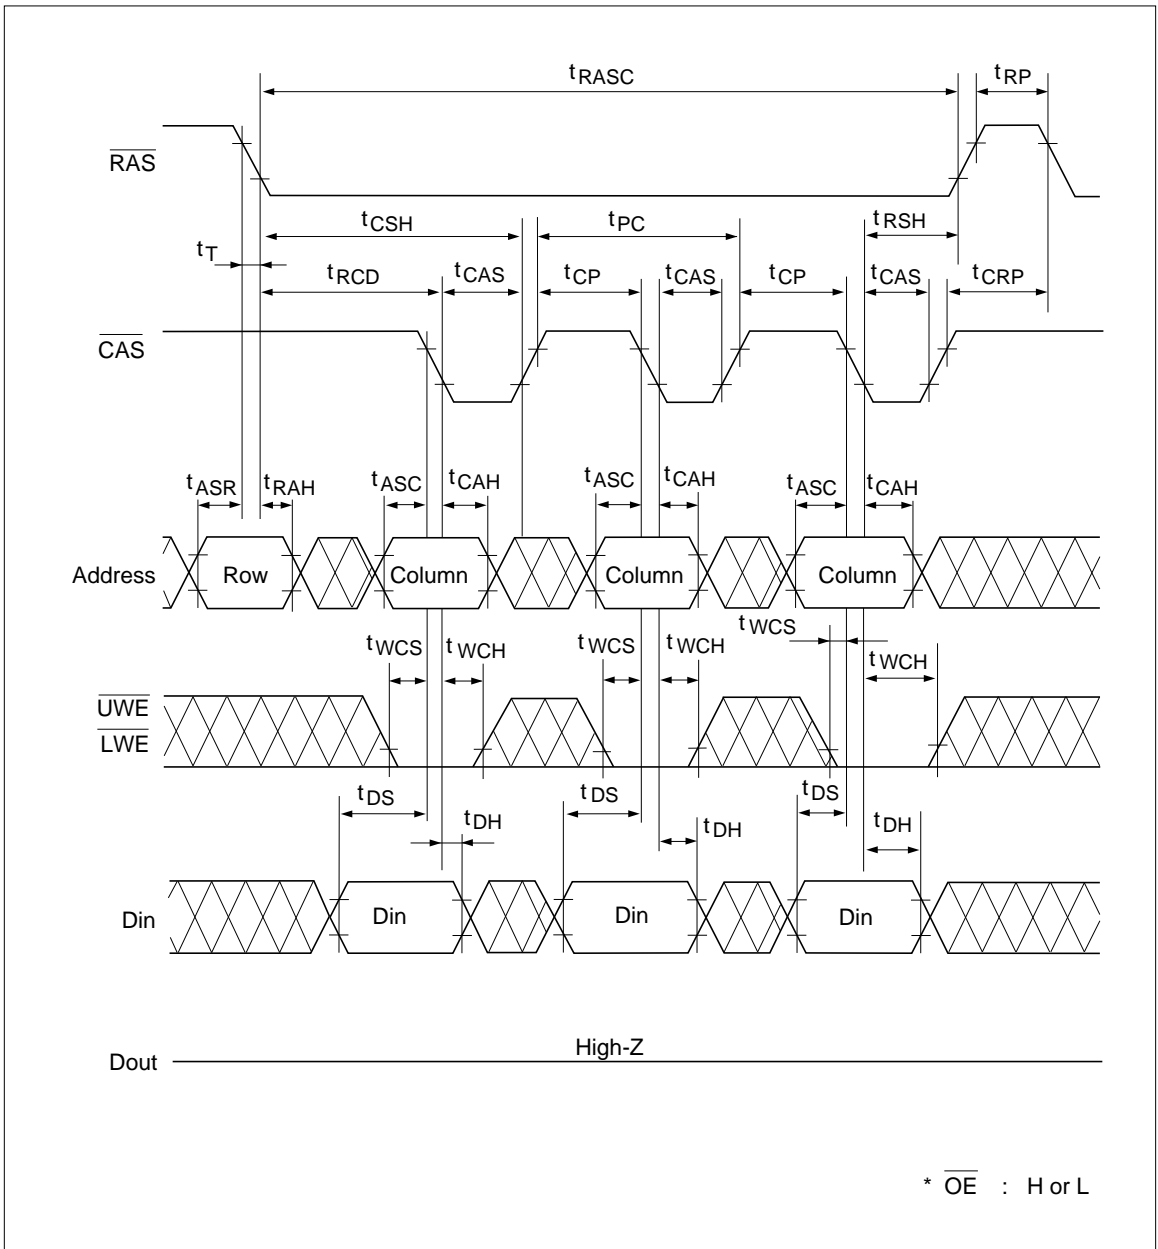 tRASC tRP
RAS
tCSH tPC tRSH
tT
tRCD tCAS tCP tCAS tCP tCAS tCRP
CAS
tASR tRAH tASC tCAH tASC tCAH tASC tCAH
Address Row Column Column Column
tWCS tWCH tWCS tWCH tWCS tWCH
UWE
LWE
tDS tDH tDS tDH tDS tDH
Din Din Din Din
Dout High-Z
* OE : H or L